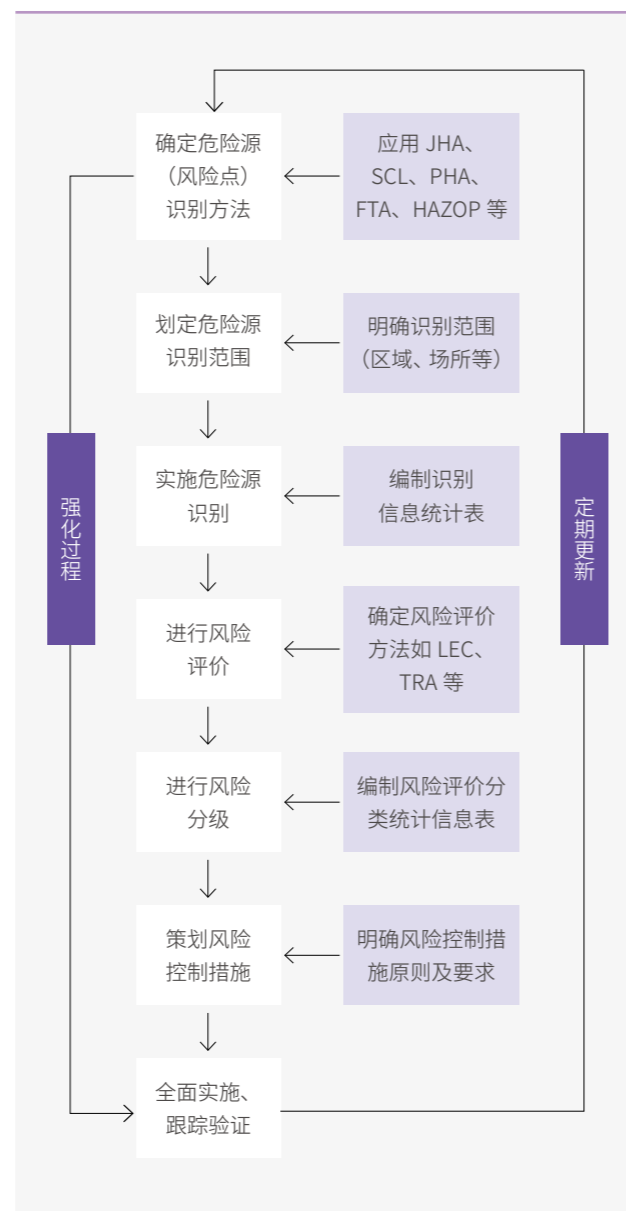 确定危险源
（风险点）
识别方法
应用 JHA、
SCL、PHA、
FTA、HAZOP 等
划定危险源
识别范围
明确识别范围
（区域、场所等）
实施危险源
识别
编制识别
信息统计表
强化过程
定期更新
进行风险
评价
确定风险评价
方法如 LEC、
TRA 等
进行风险
分级
编制风险评价分
类统计信息表
策划风险
控制措施
明确风险控制措
施原则及要求
全面实施、
跟踪验证